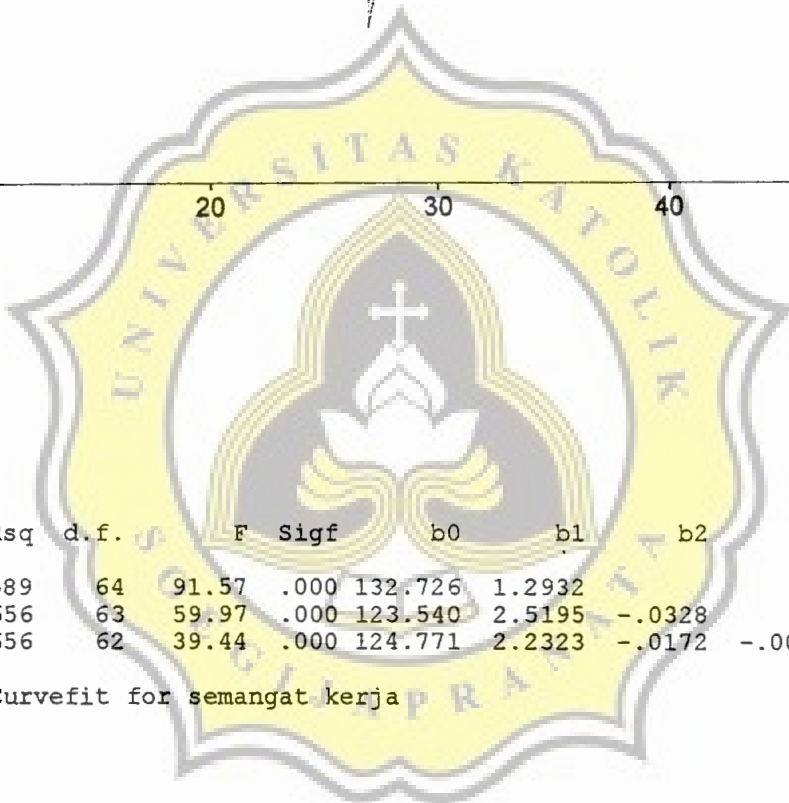 20 30 40
UNIVERSITAS KATOLIK
SOEGIJAPRANATA
sq d.f. F Sigf b0 b1 b2
89 64 91.57 .000 132.726 1.2932
56 63 59.97 .000 123.540 2.5195 -.0328
56 62 39.44 .000 124.771 2.2323 -.0172 -.00
Curvefit for semangat kerja